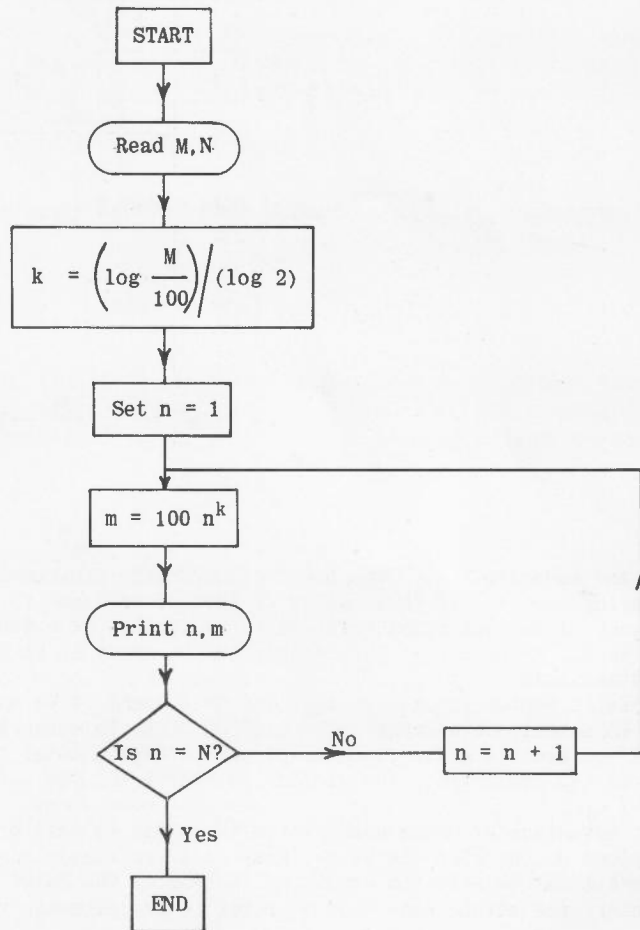 START
Read M,N
k = (log M/100)/(log 2)
Set n = 1
m = 100 n^k
Print n,m
Is n = N?
No
n = n + 1
Yes
END